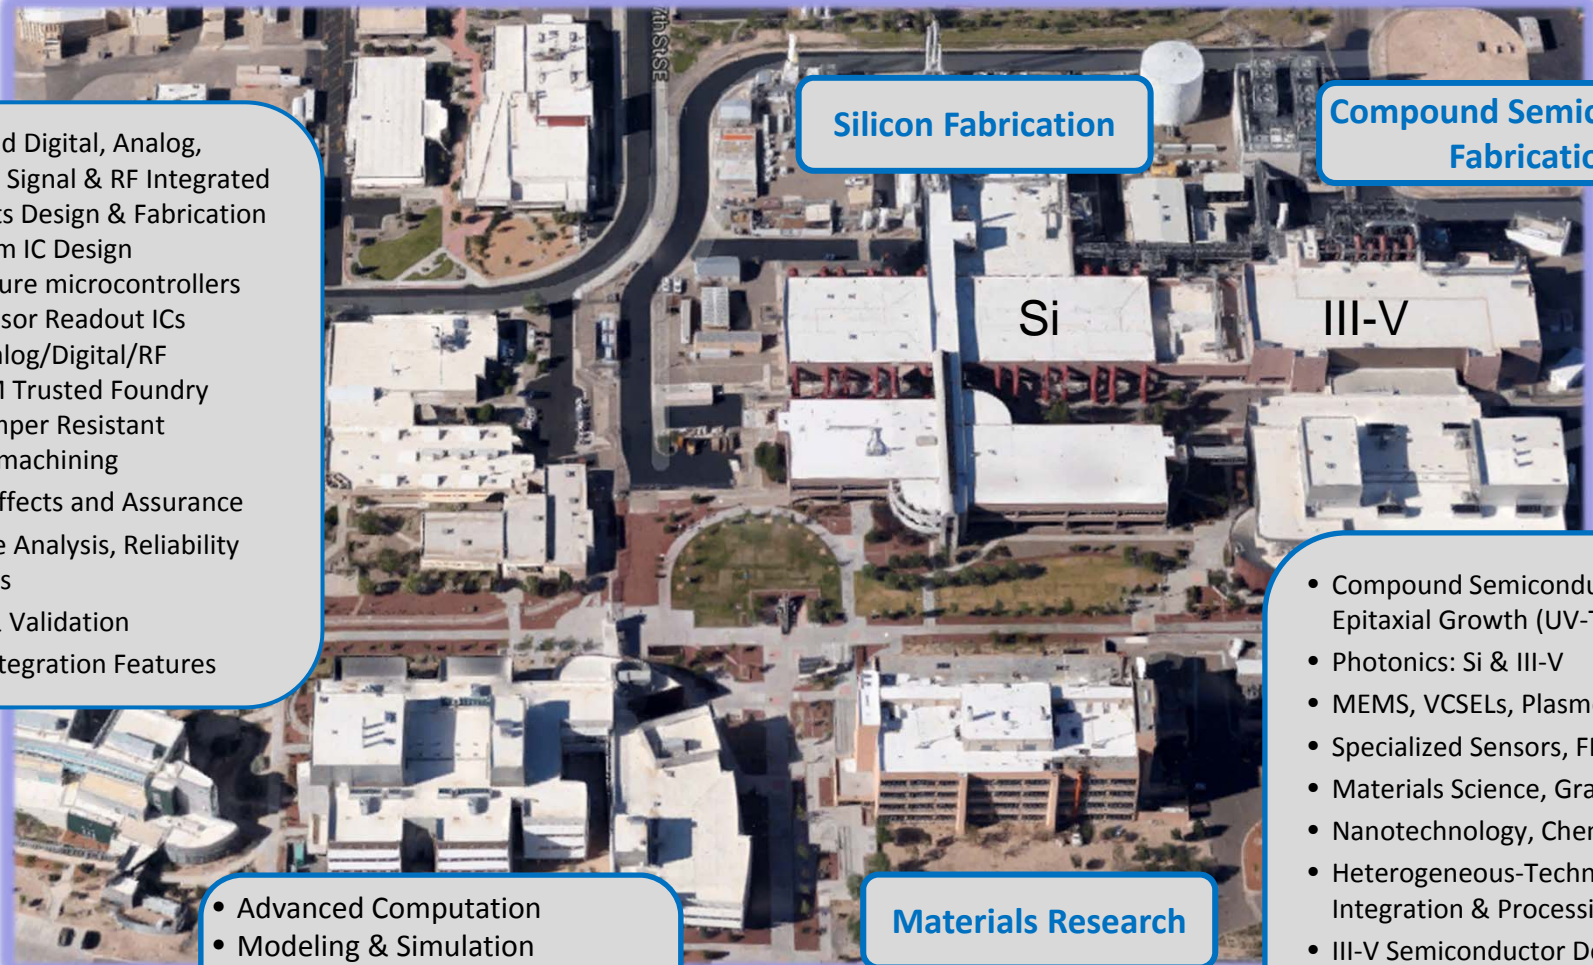 7th St SE
Silicon Fabrication
Compound Semic
Fabricatio
d Digital, Analog,
Signal & RF Integrated
ts Design & Fabrication
m IC Design
ure microcontrollers
sor Readout ICs
alog/Digital/RF
M Trusted Foundry
mper Resistant
machining
ffects and Assurance
e Analysis, Reliability
s
& Validation
tegration Features
Si
III-V
• Compound Semicondu
Epitaxial Growth (UV-T
• Photonics: Si & III-V
• MEMS, VCSELs, Plasm
• Specialized Sensors, F
• Materials Science, Gra
• Nanotechnology, Cher
• Heterogeneous-Techn
Integration & Processi
• III-V Semiconductor De
• Advanced Computation
• Modeling & Simulation
Materials Research